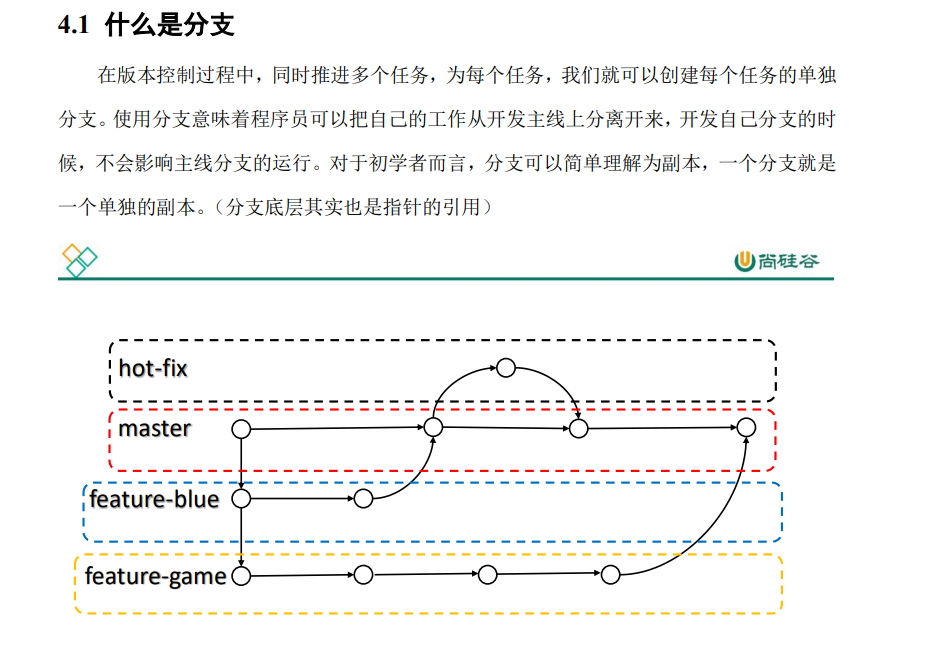 4.1 什么是分支
在版本控制过程中，同时推进多个任务，为每个任务，我们就可以创建每个任务的单独
分支。使用分支意味着程序员可以把自己的工作从开发主线上分离开来，开发自己分支的时
候，不会影响主线分支的运行。对于初学者而言，分支可以简单理解为副本，一个分支就是
一个单独的副本。（分支底层其实也是指针的引用）
尚硅谷
hot-fix
master
feature-blue
feature-game